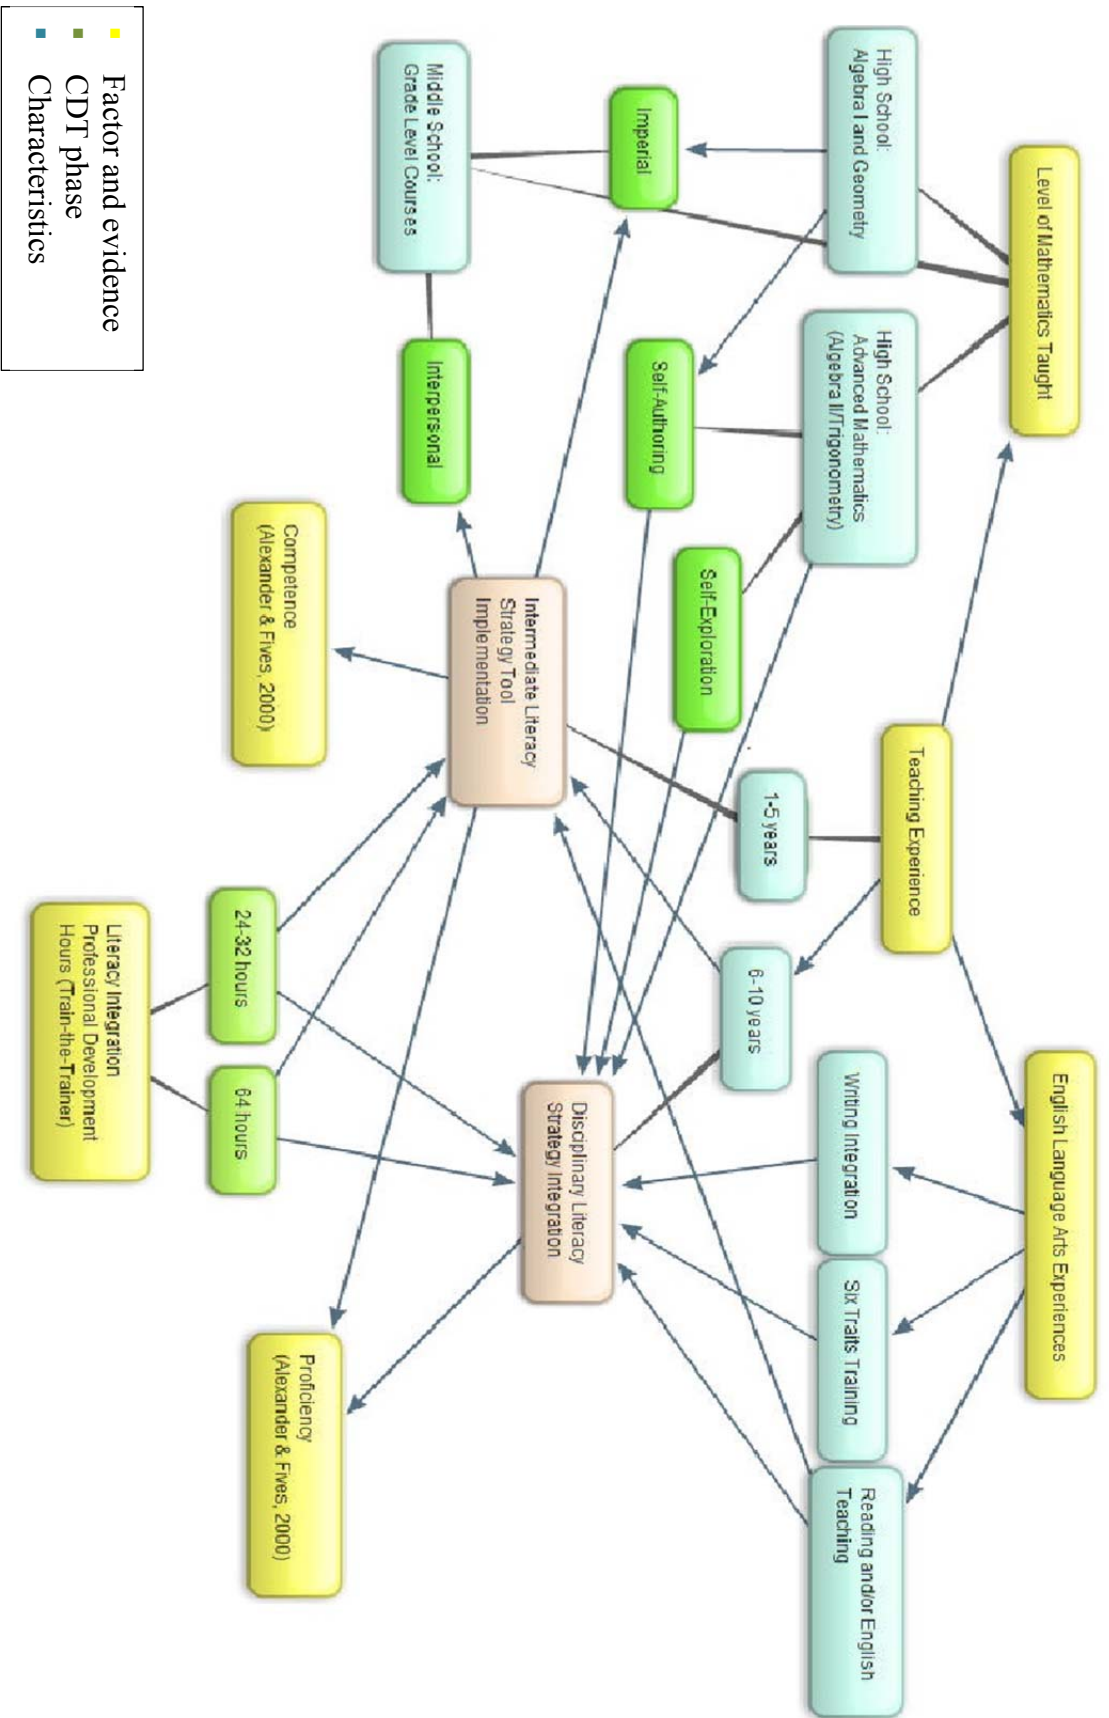 Level of Mathematics Taught
Teaching Experience
English Language Arts Experiences
High School:
Algebra I and Geometry
High School:
Advanced Mathematics
(Algebra II/Trigonometry)
1-5 years
6-10 years
Writing Integration
Six Traits Training
Reading and/or English
Teaching
Imperial
Self-Authoring
Self-Exploration
Middle School:
Grade Level Courses
Interpersonal
Intermediate Literacy
Strategy Tool
Implementation
Disciplinary Literacy
Strategy Integration
Competence
(Alexander & Fives, 2000)
24-32 hours
64 hours
Proficiency
(Alexander & Fives, 2000)
Literacy Integration
Professional Development
Hours (Train-the-Trainer)
Factor and evidence
CDT phase
Characteristics